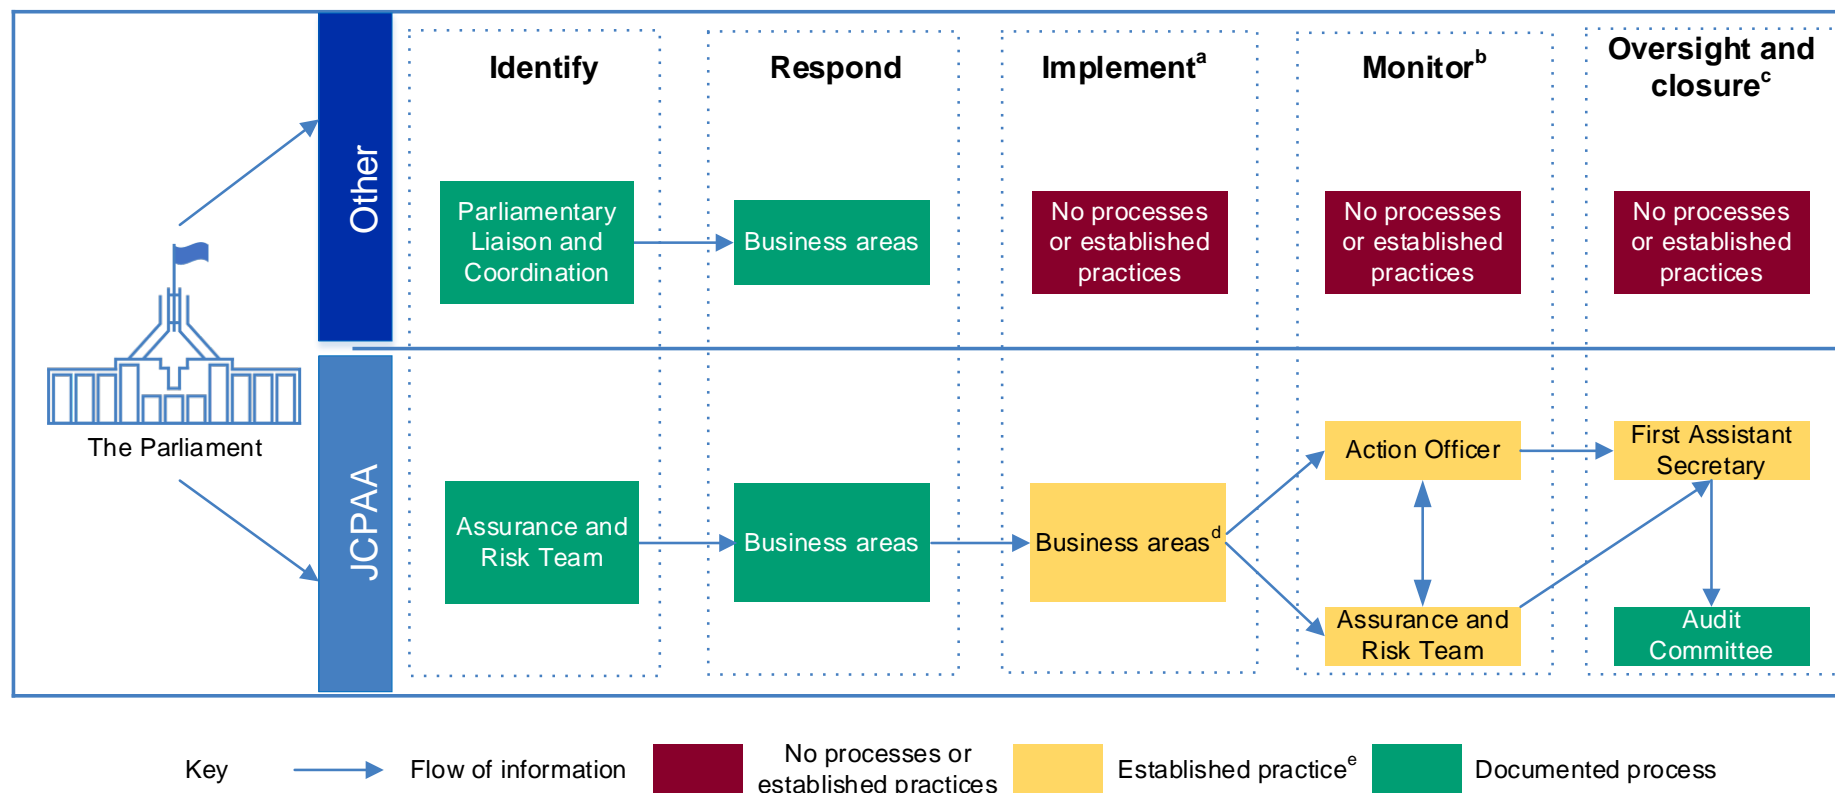 Identify
Respond
Implementᵃ
Monitorᵇ
Oversight and
closureᶜ
Other
Parliamentary
Liaison and
Coordination
Business areas
No processes
or established
practices
No processes
or established
practices
No processes
or established
practices
The Parliament
JCPAA
Assurance and
Risk Team
Business areas
Business areasᵈ
Action Officer
Assurance and
Risk Team
First Assistant
Secretary
Audit
Committee
Key
Flow of information
No processes or
established practices
Established practiceᵉ
Documented process